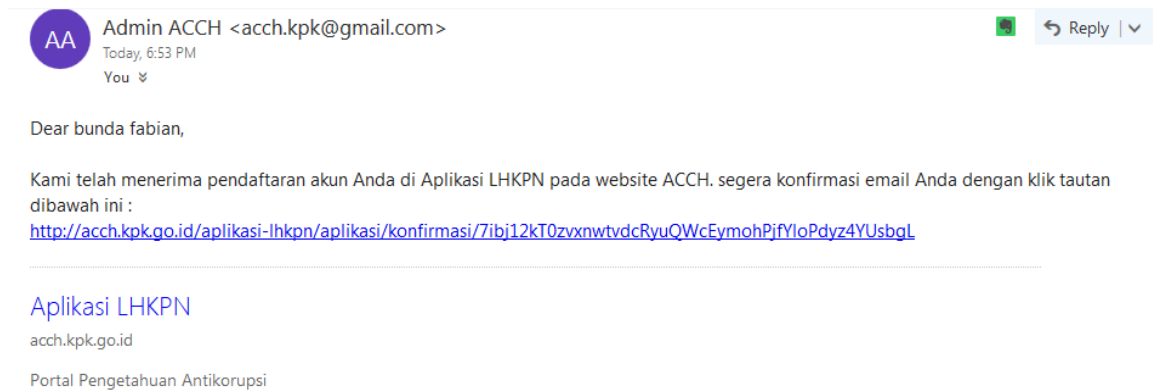 AA
Admin ACCH <acch.kpk@gmail.com>
Reply
Today, 6:53 PM
You
Dear bunda fabian,
Kami telah menerima pendaftaran akun Anda di Aplikasi LHKPN pada website ACCH. segera konfirmasi email Anda dengan klik tautan
dibawah ini :
http://acch.kpk.go.id/aplikasi-lhkpn/aplikasi/konfirmasi/7ibj12kT0zvxnwtvdcRyuQWcEymohPjfYloPdyz4YUsbgL
Aplikasi LHKPN
acch.kpk.go.id
Portal Pengetahuan Antikorupsi